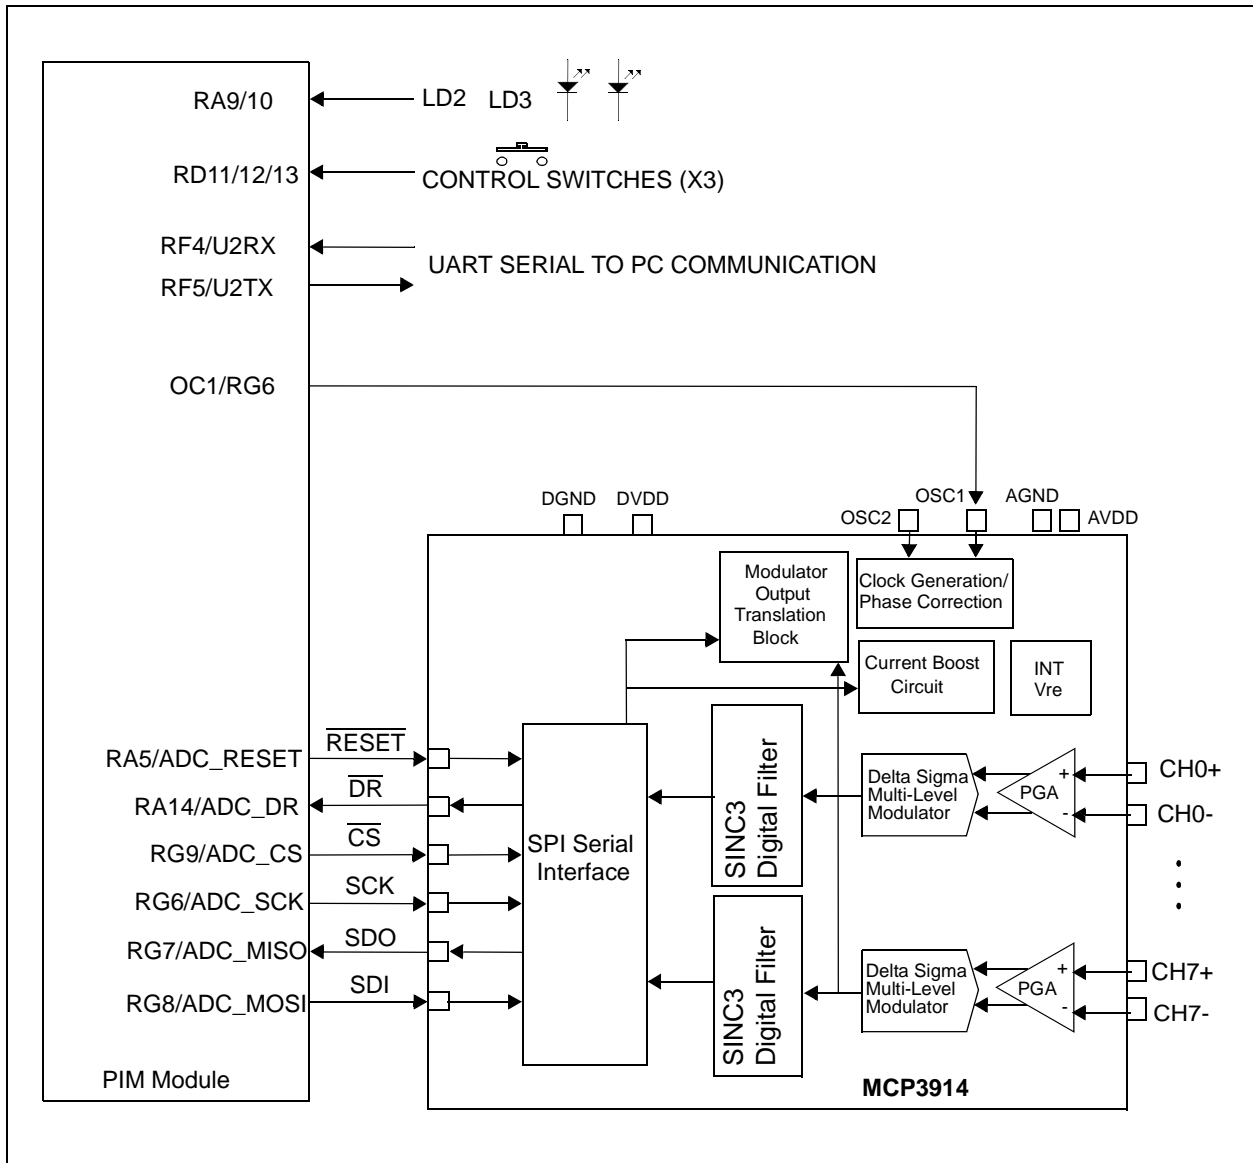 RA9/10
LD2 LD3
RD11/12/13
CONTROL SWITCHES (X3)
RF4/U2RX
UART SERIAL TO PC COMMUNICATION
RF5/U2TX
OC1/RG6
DGND
DVDD
OSC2
OSC1
AGND
AVDD
Modulator
Output
Translation
Block
Clock Generation/
Phase Correction
Current Boost
Circuit
INT
Vre
RA5/ADC_RESET
RESET
RA14/ADC_DR
DR
RG9/ADC_CS
CS
RG6/ADC_SCK
SCK
RG7/ADC_MISO
SDO
RG8/ADC_MOSI
SDI
SPI Serial
Interface
SINC3
Digital Filter
Delta Sigma
Multi-Level
Modulator
+
PGA
-
CH0+
CH0-
SINC3
Digital Filter
Delta Sigma
Multi-Level
Modulator
+
PGA
-
CH7+
CH7-
PIM Module
MCP3914